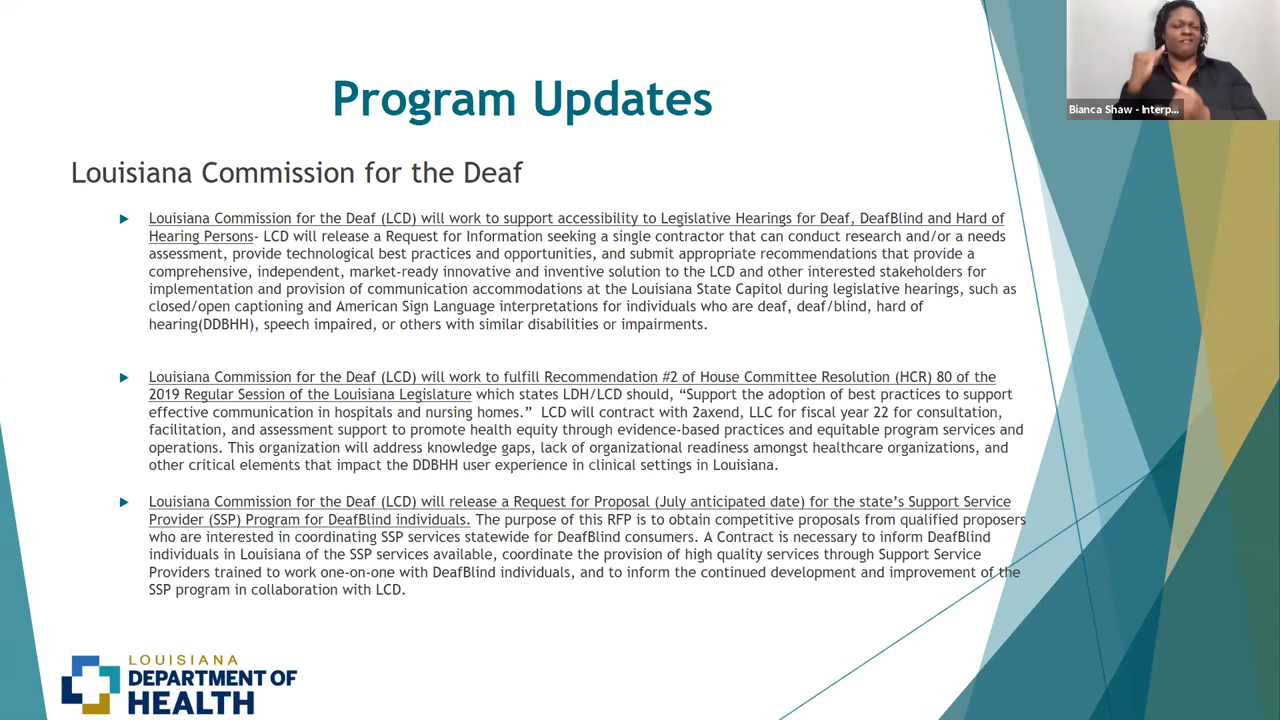 Program Updates
Bianca Shaw - Interp...
Louisiana Commission for the Deaf
Louisiana Commission for the Deaf (LCD) will work to support accessibility to Legislative Hearings for Deaf, DeafBlind and Hard of
Hearing Persons- LCD will release a Request for Information seeking a single contractor that can conduct research and/or a needs
assessment, provide technological best practices and opportunities, and submit appropriate recommendations that provide a
comprehensive, independent, market-ready innovative and inventive solution to the LCD and other interested stakeholders for
implementation and provision of communication accommodations at the Louisiana State Capitol during legislative hearings, such as
closed/open captioning and American Sign Language interpretations for individuals who are deaf, deaf/blind, hard of
hearing(DDBHH), speech impaired, or others with similar disabilities or impairments.
Louisiana Commission for the Deaf (LCD) will work to fulfill Recommendation #2 of House Committee Resolution (HCR) 80 of the
2019 Regular Session of the Louisiana Legislature which states LDH/LCD should, “Support the adoption of best practices to support
effective communication in hospitals and nursing homes.” LCD will contract with 2axend, LLC for fiscal year 22 for consultation,
facilitation, and assessment support to promote health equity through evidence-based practices and equitable program services and
operations. This organization will address knowledge gaps, lack of organizational readiness amongst healthcare organizations, and
other critical elements that impact the DDBHH user experience in clinical settings in Louisiana.
Louisiana Commission for the Deaf (LCD) will release a Request for Proposal (July anticipated date) for the state’s Support Service
Provider (SSP) Program for DeafBlind individuals. The purpose of this RFP is to obtain competitive proposals from qualified proposers
who are interested in coordinating SSP services statewide for DeafBlind consumers. A Contract is necessary to inform DeafBlind
individuals in Louisiana of the SSP services available, coordinate the provision of high quality services through Support Service
Providers trained to work one-on-one with DeafBlind individuals, and to inform the continued development and improvement of the
SSP program in collaboration with LCD.
LOUISIANA
DEPARTMENT OF
HEALTH